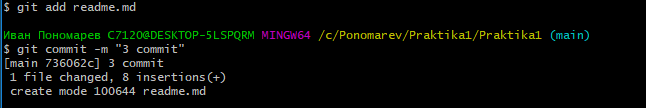 $ git add readme.md
Иван Пономарев C7120@DESKTOP-5LSPQRM MINGW64 /c/Ponomarev/Praktika1/Praktika1 (main)
$ git commit -m "3 commit"
[main 736062c] 3 commit
1 file changed, 8 insertions(+)
create mode 100644 readme.md